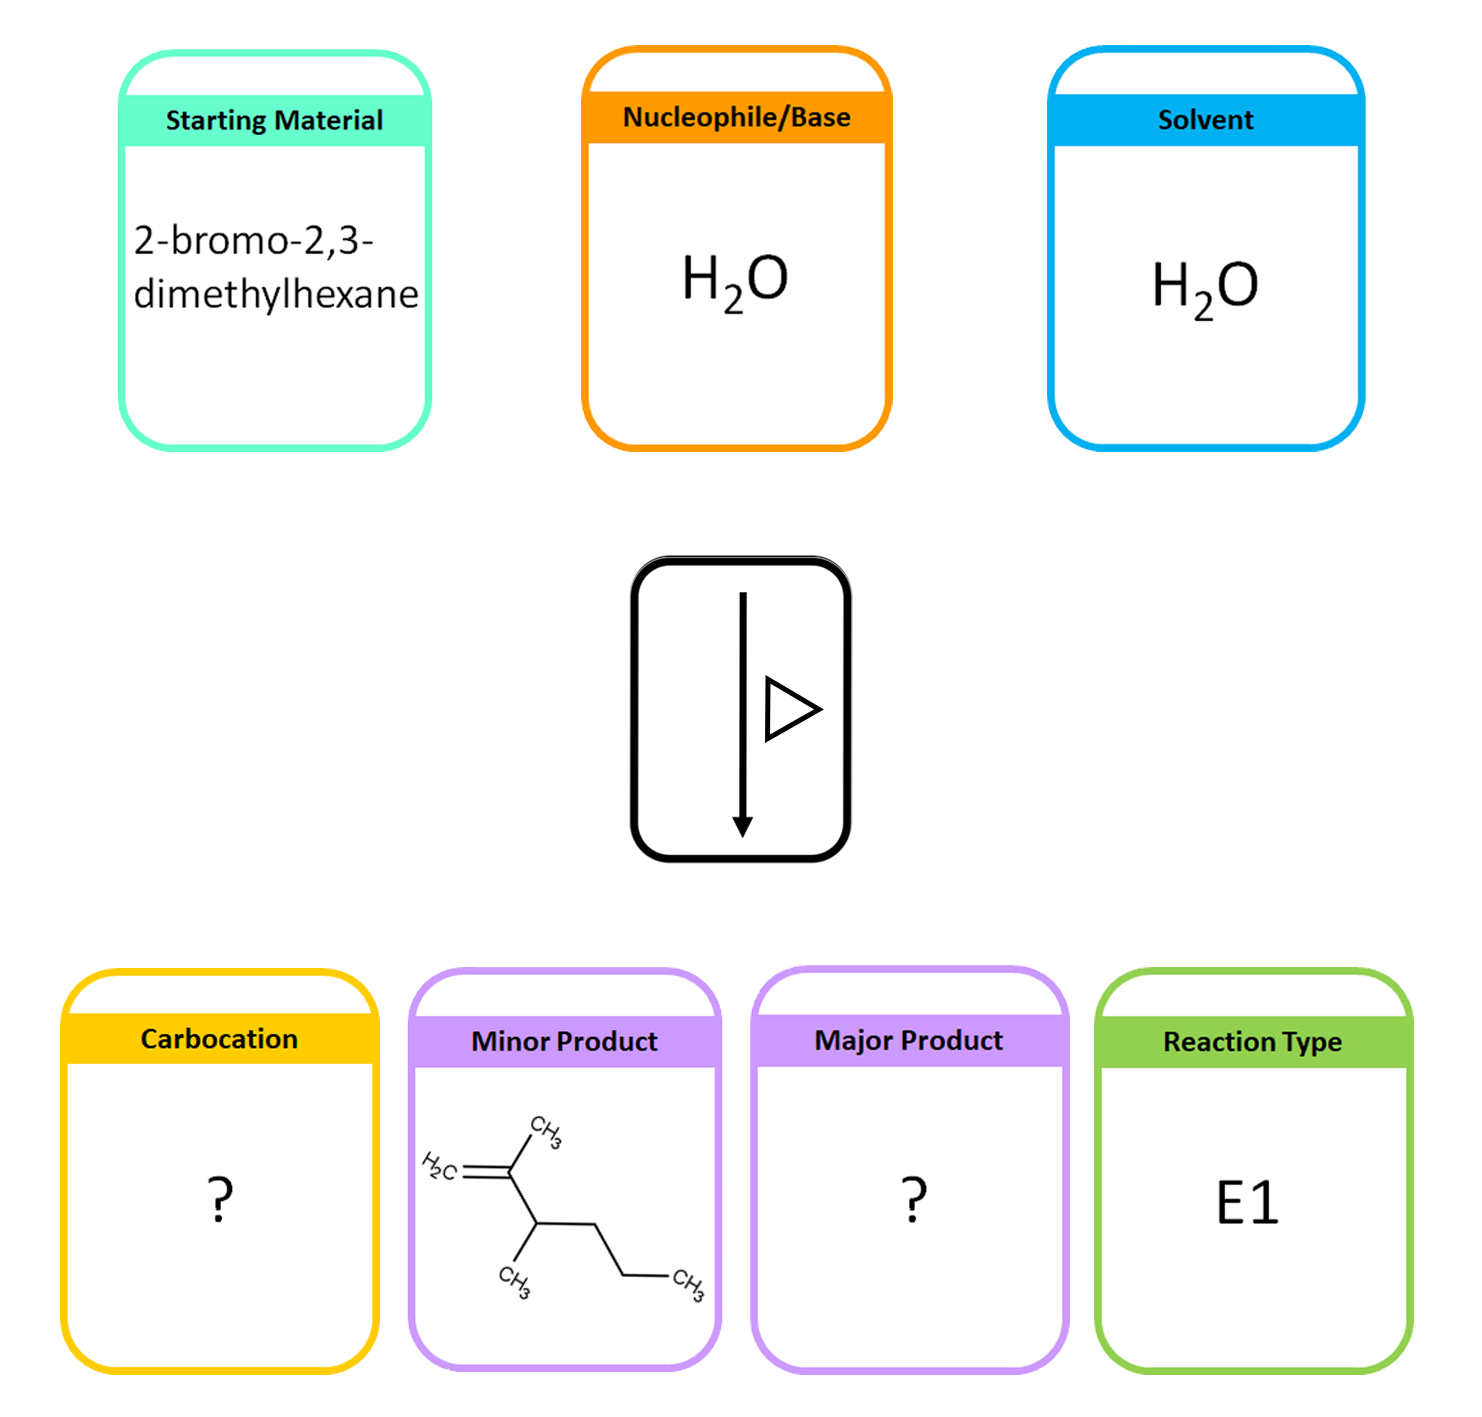 Starting Material
2-bromo-2,3-
dimethylhexane
Nucleophile/Base
H₂O
Solvent
H₂O
Carbocation
?
Minor Product
CH₃
H₂C
CH₃
CH₃
Major Product
?
Reaction Type
E1